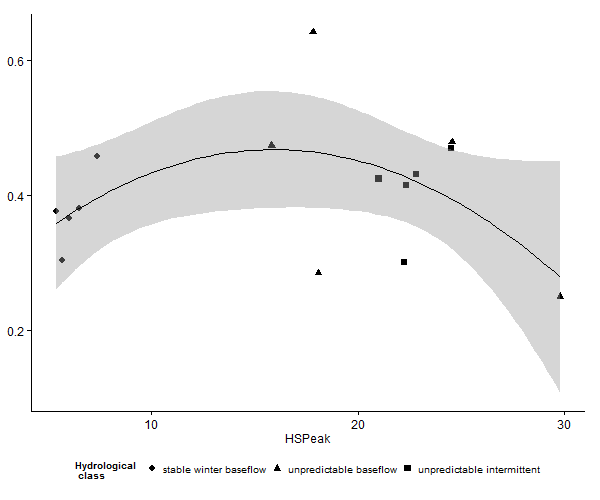 0.6
0.4
0.2
10 20 30
HSPeak
Hydrological
class
stable winter baseflow unpredictable baseflow unpredictable intermittent